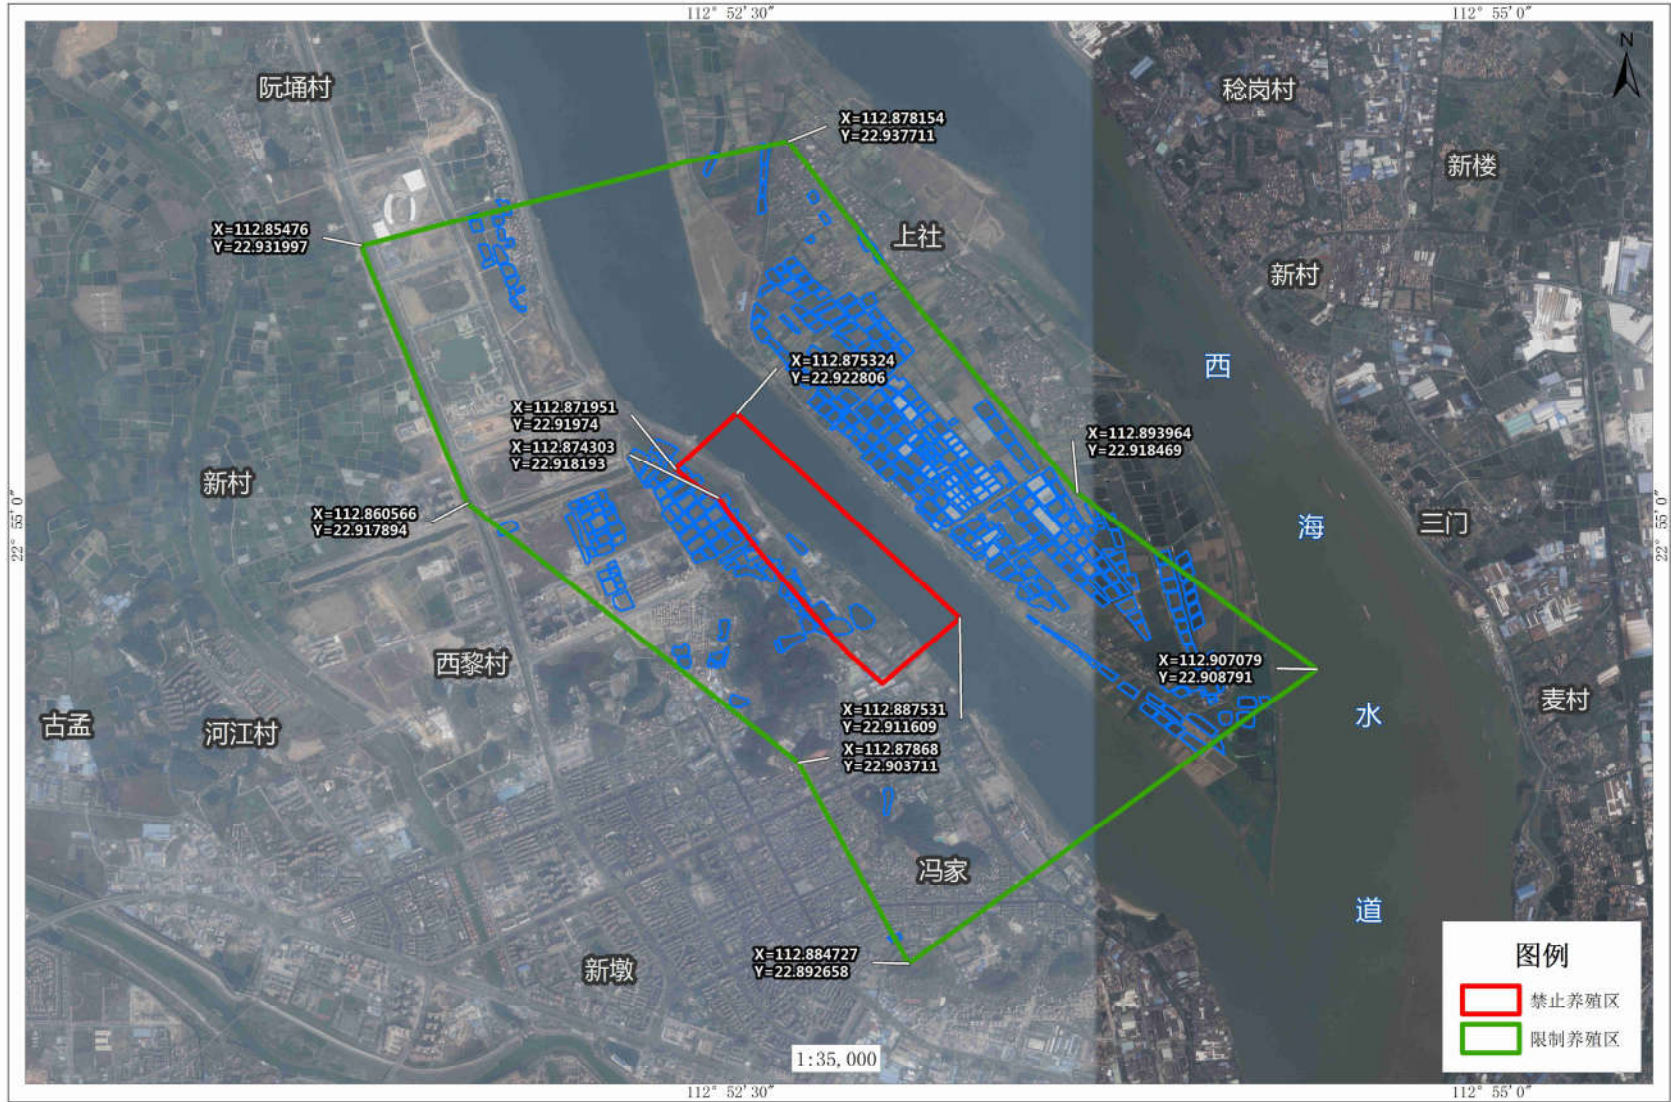 112° 52′30″
112° 55′0″
N
阮埇村
稔岗村
X=112.878154
Y=22.937711
新楼
X=112.85476
Y=22.931997
上社
新村
西
X=112.875324
Y=22.922806
X=112.871951
Y=22.91974
X=112.874303
Y=22.918193
X=112.893964
Y=22.918469
新村
22° 55′0″
X=112.860566
Y=22.917894
海
三门
22° 55′0″
西黎村
X=112.907079
Y=22.908791
古孟
河江村
X=112.887531
Y=22.911609
水
麦村
X=112.87868
Y=22.903711
冯家
道
新墩
X=112.884727
Y=22.892658
图例
禁止养殖区
限制养殖区
1:35,000
112° 52′30″
112° 55′0″